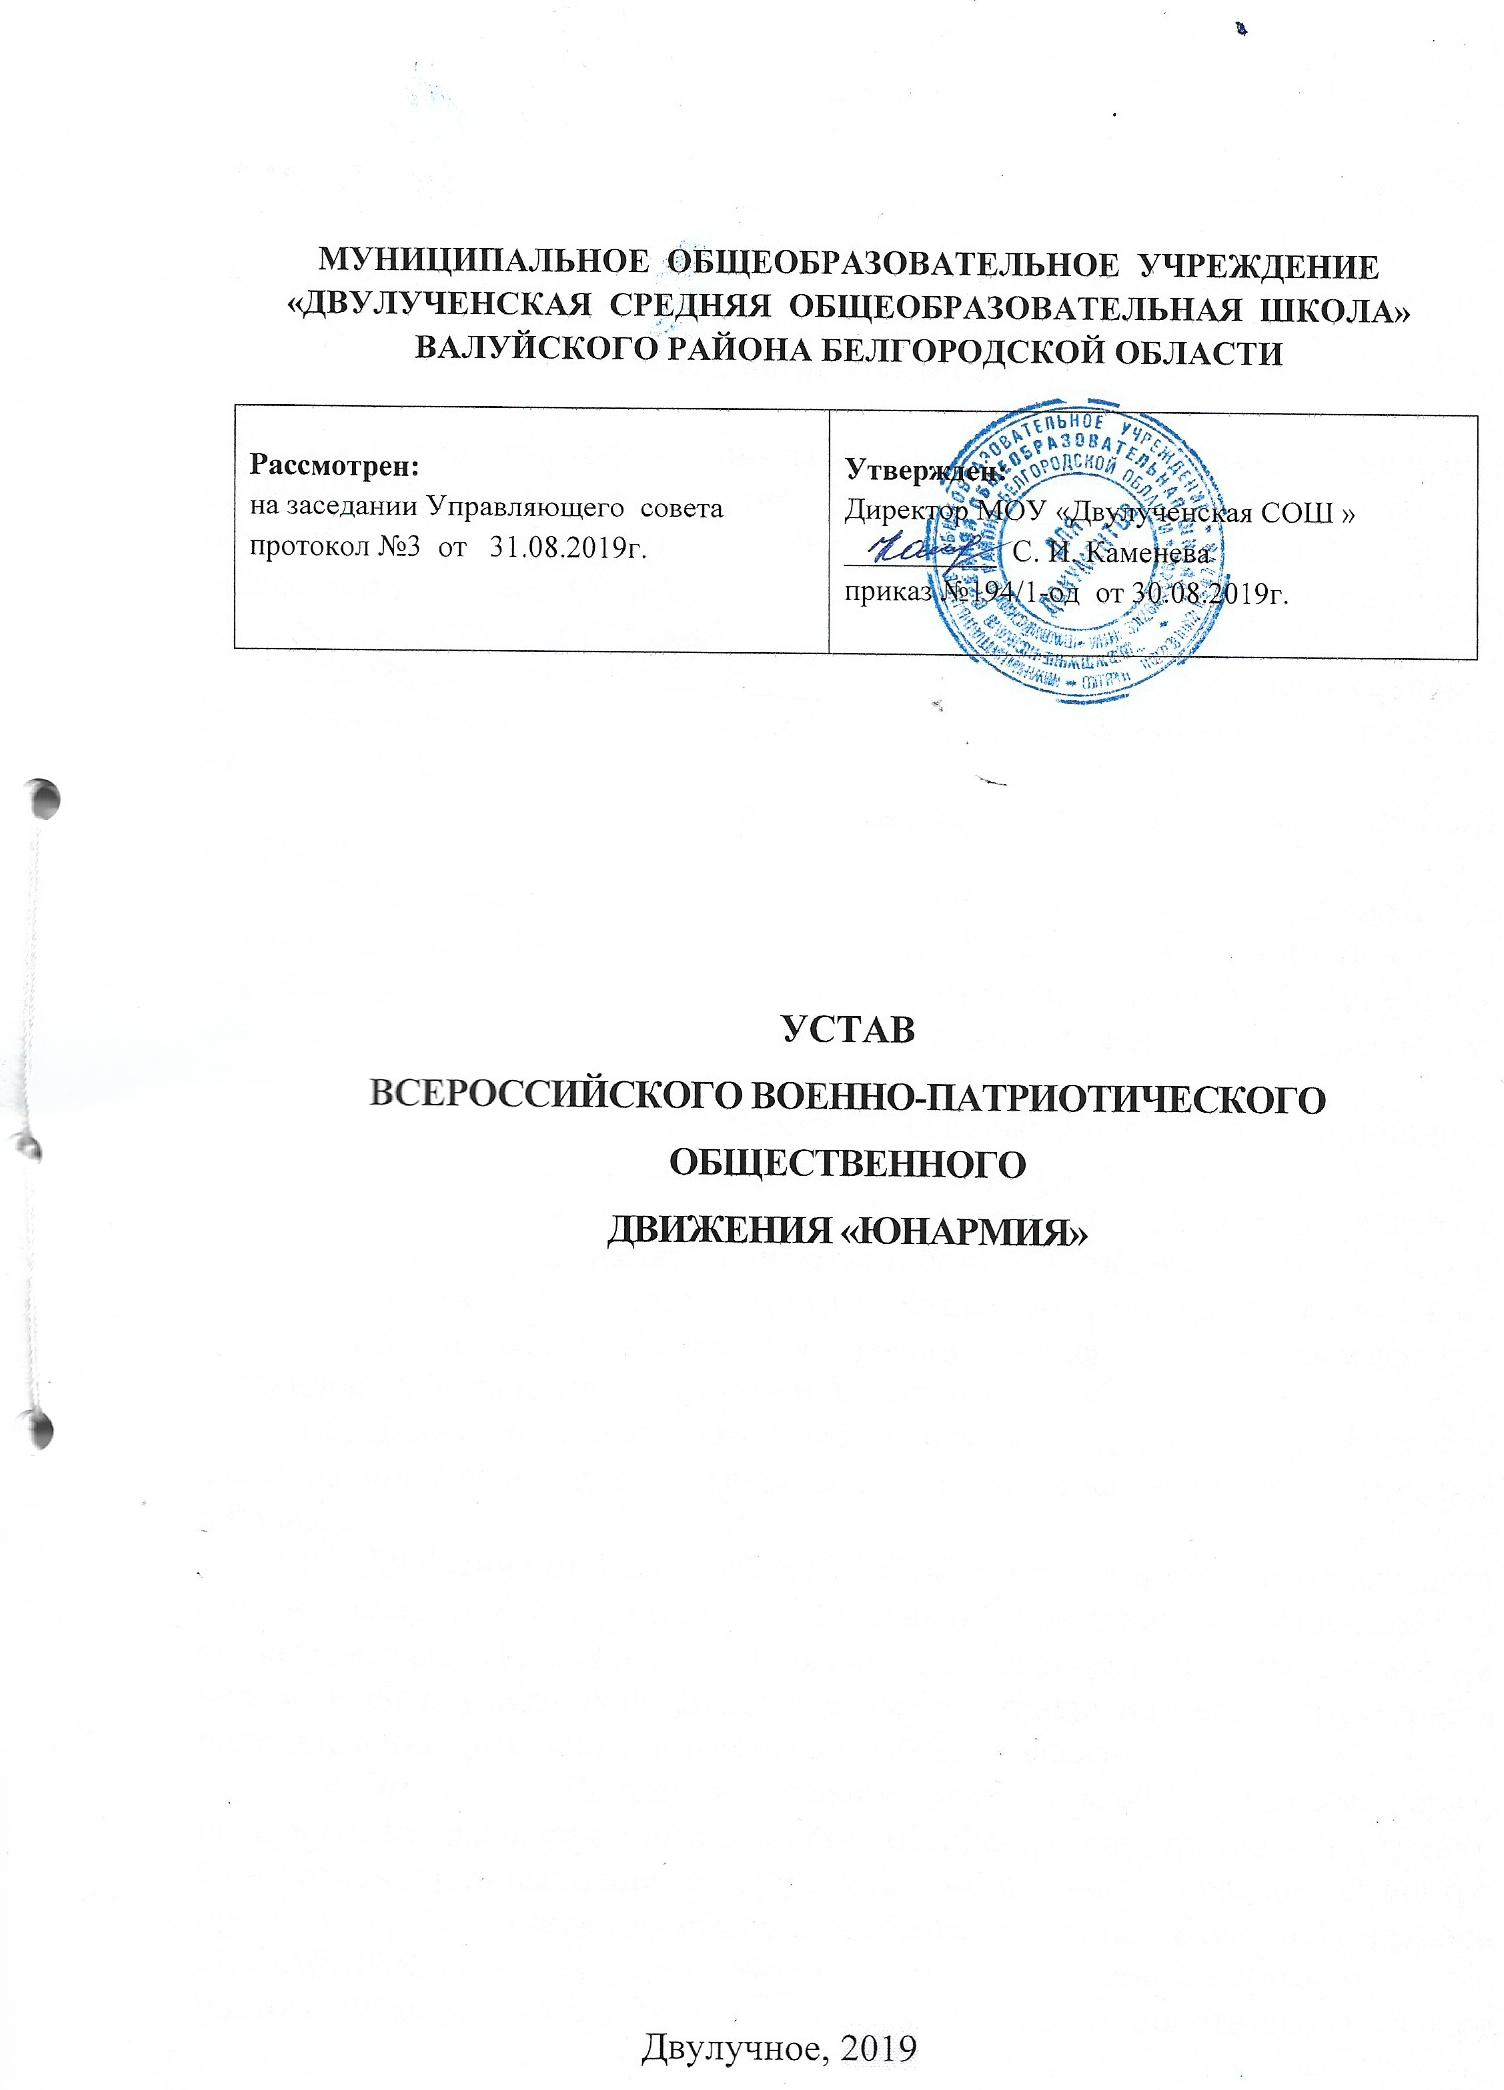 МУНИЦИПАЛЬНОЕ ОБЩЕОБРАЗОВАТЕЛЬНОЕ УЧРЕЖДЕНИЕ
«ДВУЛУЧЕНСКАЯ СРЕДНЯЯ ОБЩЕОБРАЗОВАТЕЛЬНАЯ ШКОЛА»
ВАЛУЙСКОГО РАЙОНА БЕЛГОРОДСКОЙ ОБЛАСТИ
Рассмотрен:
на заседании Управляющего совета
протокол №3 от 31.08.2019г.
Утвержден:
Директор МОУ «Двулученская СОШ »
С. И. Каменева
приказ №194/1-од от 30.08.2019г.
ДЛЯ
ДОКУМЕНТОВ
УСТАВ
ВСЕРОССИЙСКОГО ВОЕННО-ПАТРИОТИЧЕСКОГО
ОБЩЕСТВЕННОГО
ДВИЖЕНИЯ «ЮНАРМИЯ»
Двулучное, 2019